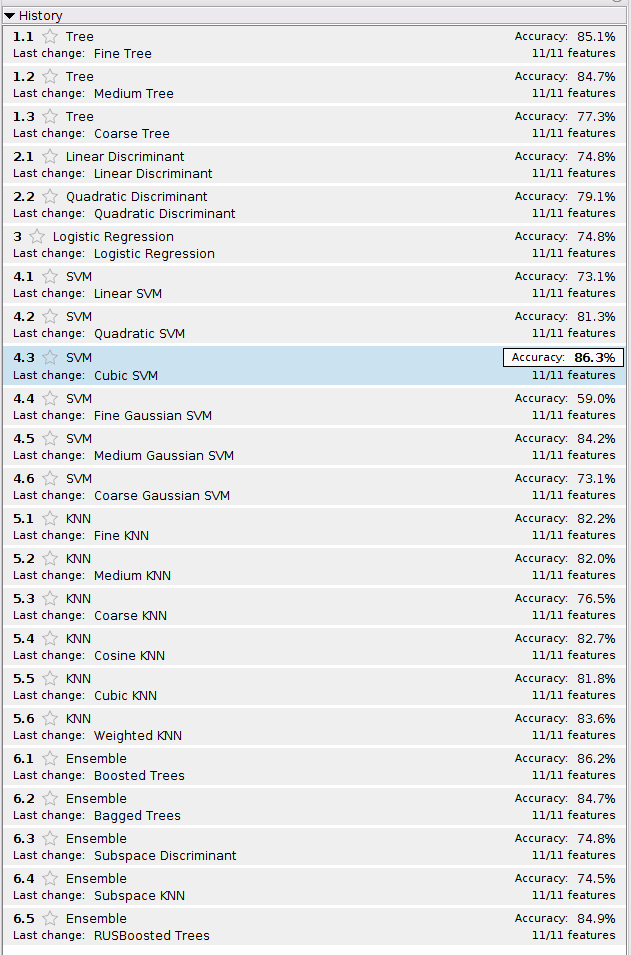 History
1.1 Tree Accuracy: 85.1%
Last change: Fine Tree 11/11 features
1.2 Tree Accuracy: 84.7%
Last change: Medium Tree 11/11 features
1.3 Tree Accuracy: 77.3%
Last change: Coarse Tree 11/11 features
2.1 Linear Discriminant Accuracy: 74.8%
Last change: Linear Discriminant 11/11 features
2.2 Quadratic Discriminant Accuracy: 79.1%
Last change: Quadratic Discriminant 11/11 features
3 Logistic Regression Accuracy: 74.8%
Last change: Logistic Regression 11/11 features
4.1 SVM Accuracy: 73.1%
Last change: Linear SVM 11/11 features
4.2 SVM Accuracy: 81.3%
Last change: Quadratic SVM 11/11 features
4.3 SVM Accuracy: 86.3%
Last change: Cubic SVM 11/11 features
4.4 SVM Accuracy: 59.0%
Last change: Fine Gaussian SVM 11/11 features
4.5 SVM Accuracy: 84.2%
Last change: Medium Gaussian SVM 11/11 features
4.6 SVM Accuracy: 73.1%
Last change: Coarse Gaussian SVM 11/11 features
5.1 KNN Accuracy: 82.2%
Last change: Fine KNN 11/11 features
5.2 KNN Accuracy: 82.0%
Last change: Medium KNN 11/11 features
5.3 KNN Accuracy: 76.5%
Last change: Coarse KNN 11/11 features
5.4 KNN Accuracy: 82.7%
Last change: Cosine KNN 11/11 features
5.5 KNN Accuracy: 81.8%
Last change: Cubic KNN 11/11 features
5.6 KNN Accuracy: 83.6%
Last change: Weighted KNN 11/11 features
6.1 Ensemble Accuracy: 86.2%
Last change: Boosted Trees 11/11 features
6.2 Ensemble Accuracy: 84.7%
Last change: Bagged Trees 11/11 features
6.3 Ensemble Accuracy: 74.8%
Last change: Subspace Discriminant 11/11 features
6.4 Ensemble Accuracy: 74.5%
Last change: Subspace KNN 11/11 features
6.5 Ensemble Accuracy: 84.9%
Last change: RUSBoosted Trees 11/11 features